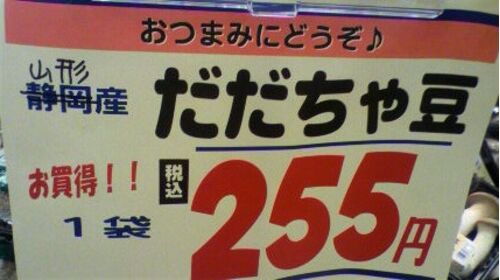 おつまみにどうぞ♪
山形
静岡産
だだちゃ豆
お買得!!
1袋
税込
255円